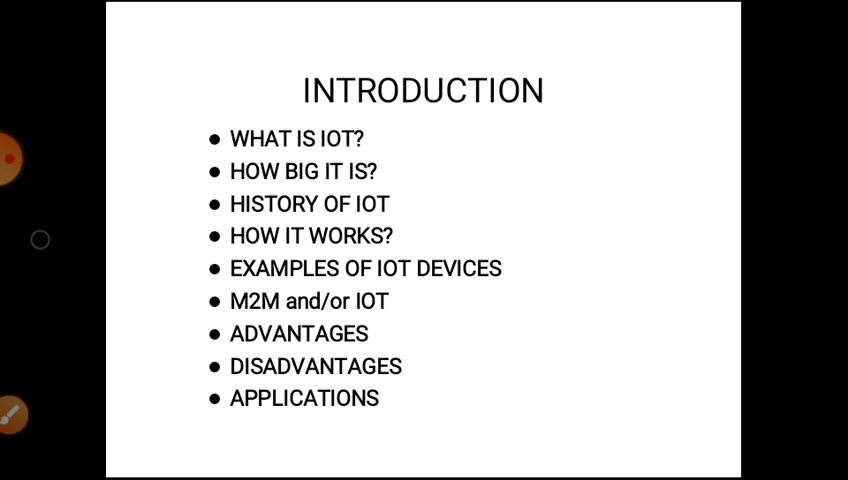 INTRODUCTION
● WHAT IS IOT?
● HOW BIG IT IS?
● HISTORY OF IOT
● HOW IT WORKS?
● EXAMPLES OF IOT DEVICES
● M2M and/or IOT
● ADVANTAGES
● DISADVANTAGES
● APPLICATIONS